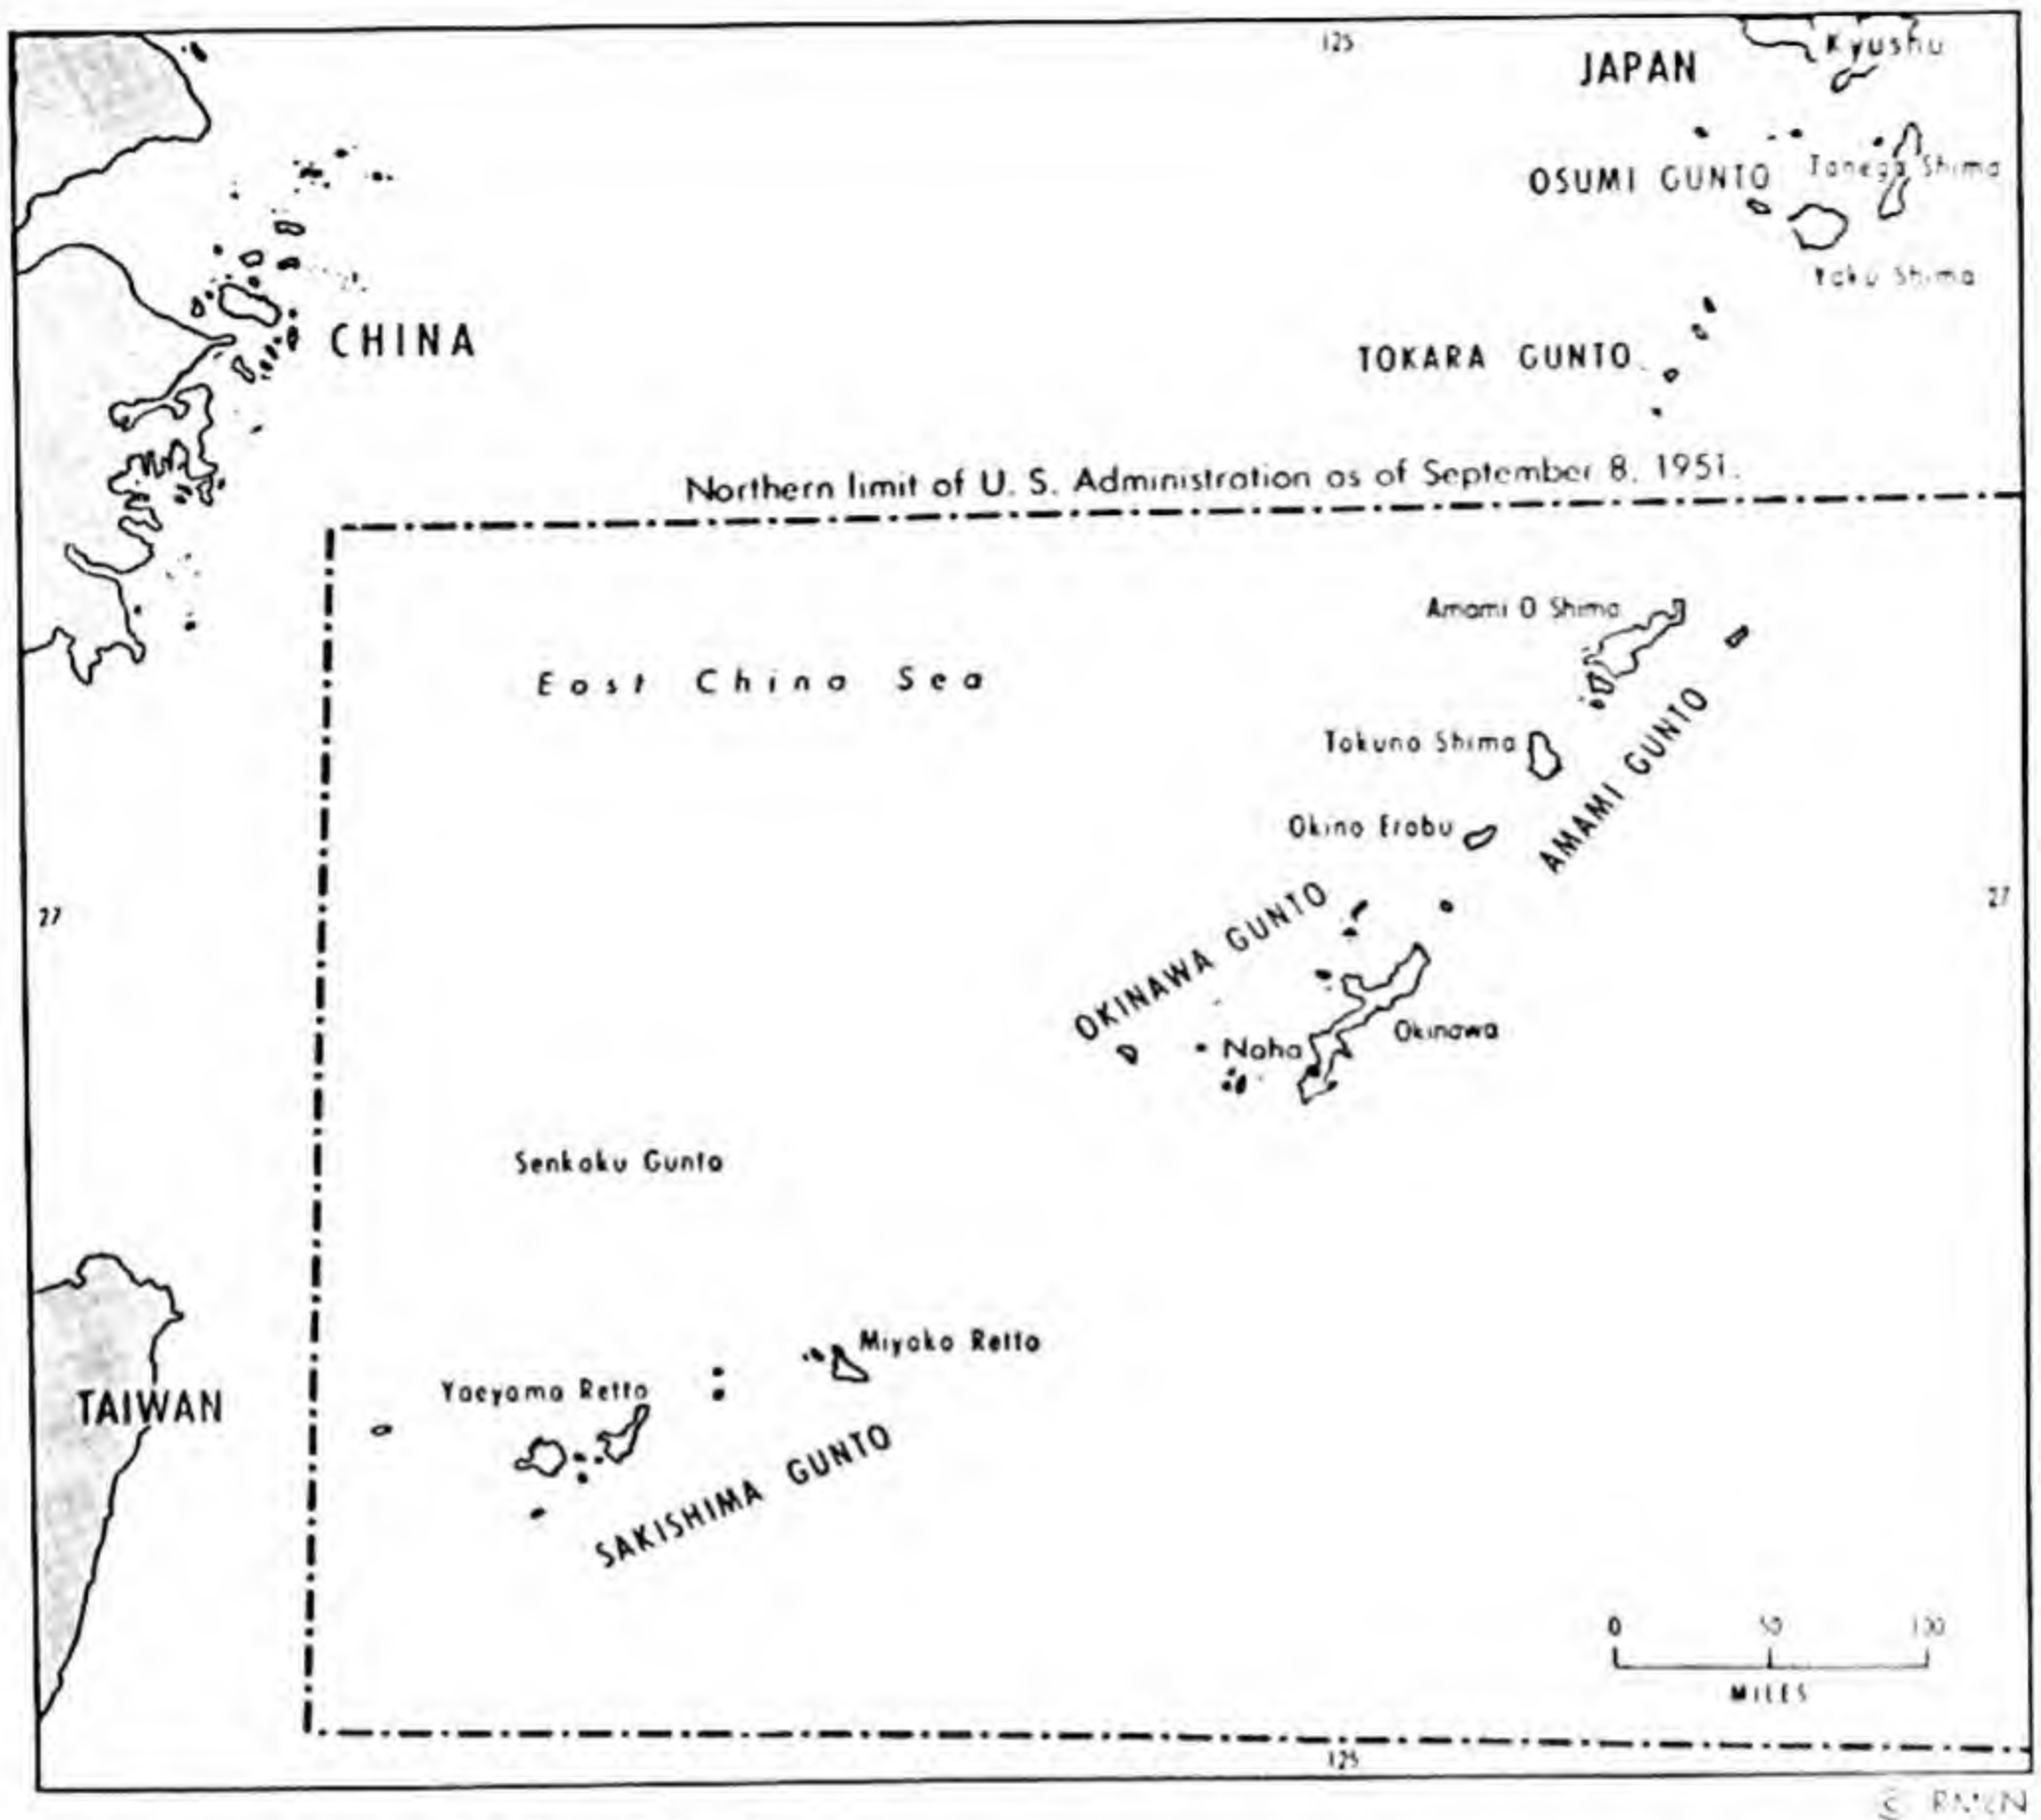 125
Kyushu
JAPAN
OSUMI GUNTO
Tanega Shima
Yaku Shima
CHINA
TOKARA GUNTO
Northern limit of U. S. Administration as of September 8, 1951.
Amami O Shima
East China Sea
Tokuno Shima
AMAMI GUNTO
Okino Erabu
27
27
OKINAWA GUNTO
Okinawa
Naha
Senkaku Gunto
Miyako Retto
Yaeyama Retto
TAIWAN
SAKISHIMA GUNTO
0 50 100
MILES
125